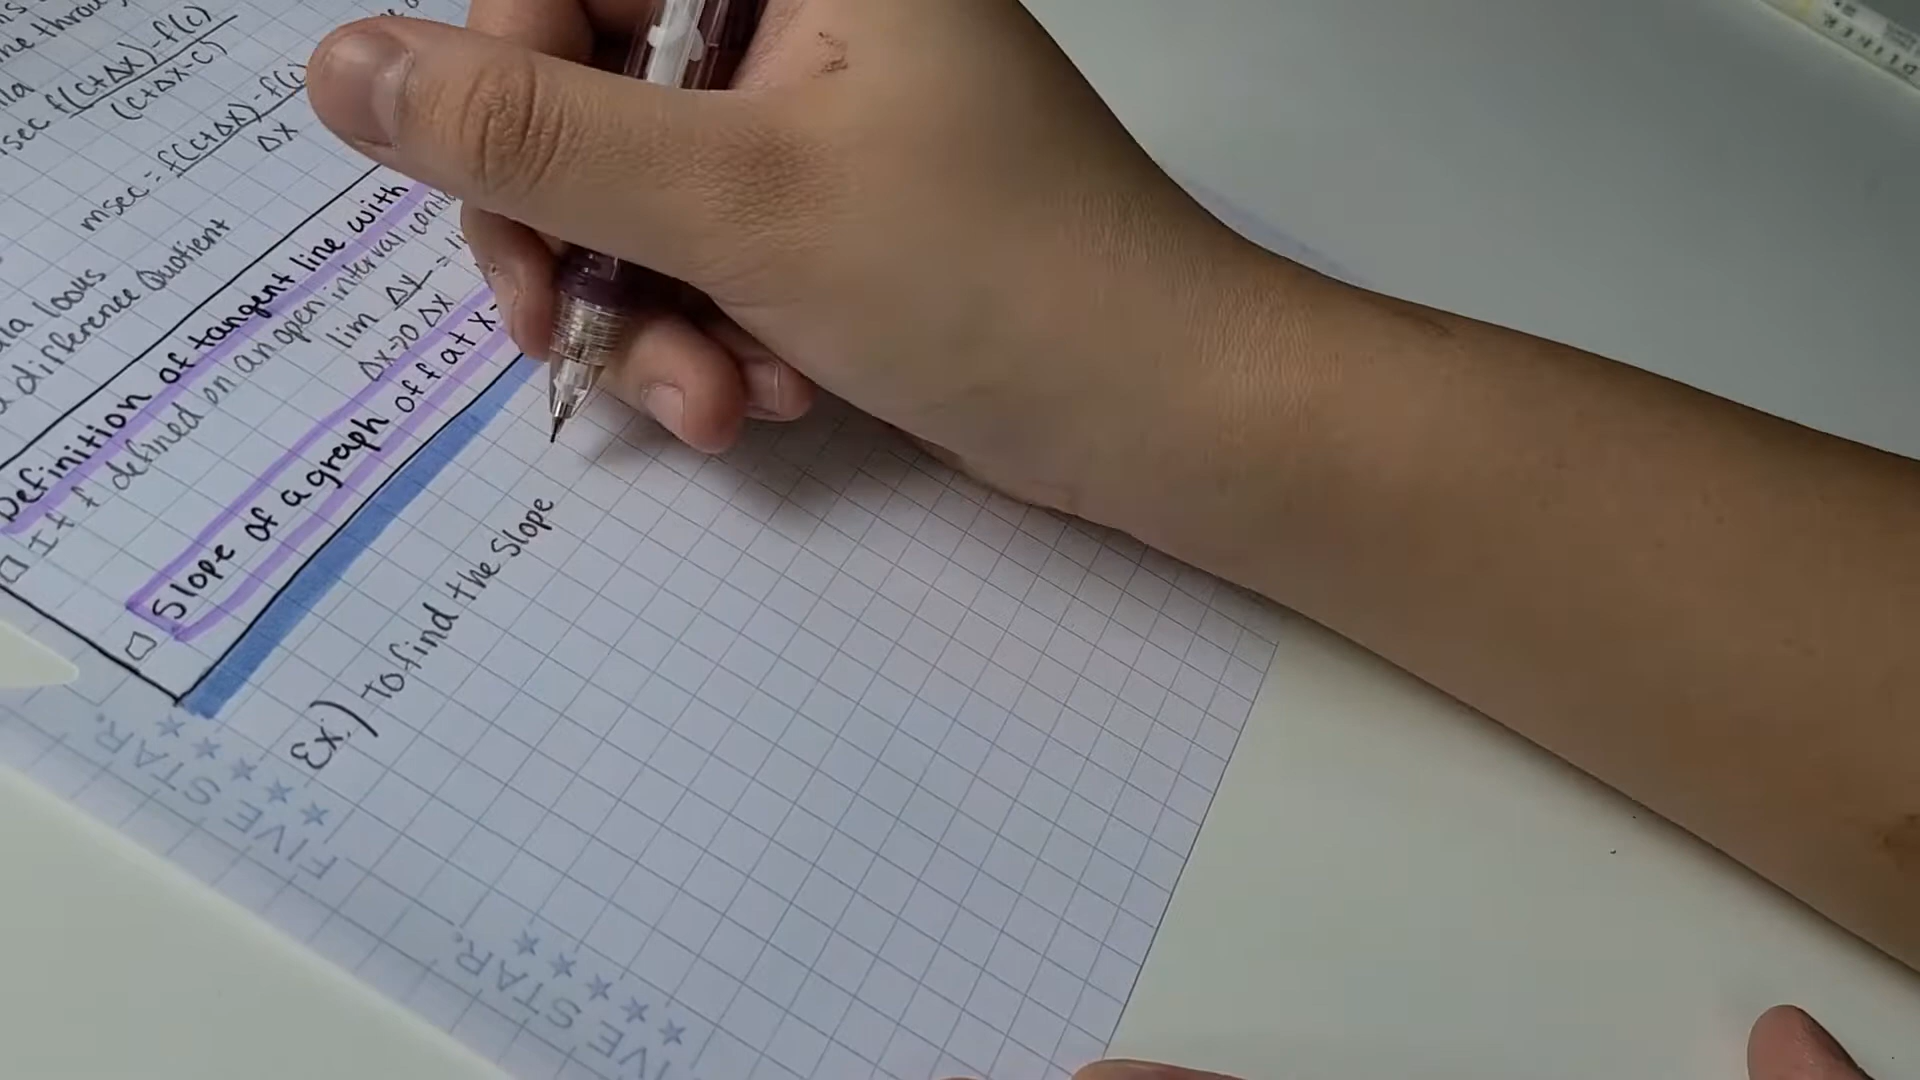 f(c+Δx)-f(c)
msec
(c+Δx-c)
msec = f(c+Δx)-f(c)
Δx
difference Quotient
Definition of tangent line with
□ If f defined on an open interval
lim Δy =
Δx→0 Δx
□ Slope of a graph of f at x
Ex:) to find the slope
FIVE STAR.
★★★★★
FIVE STAR.
★★★★★